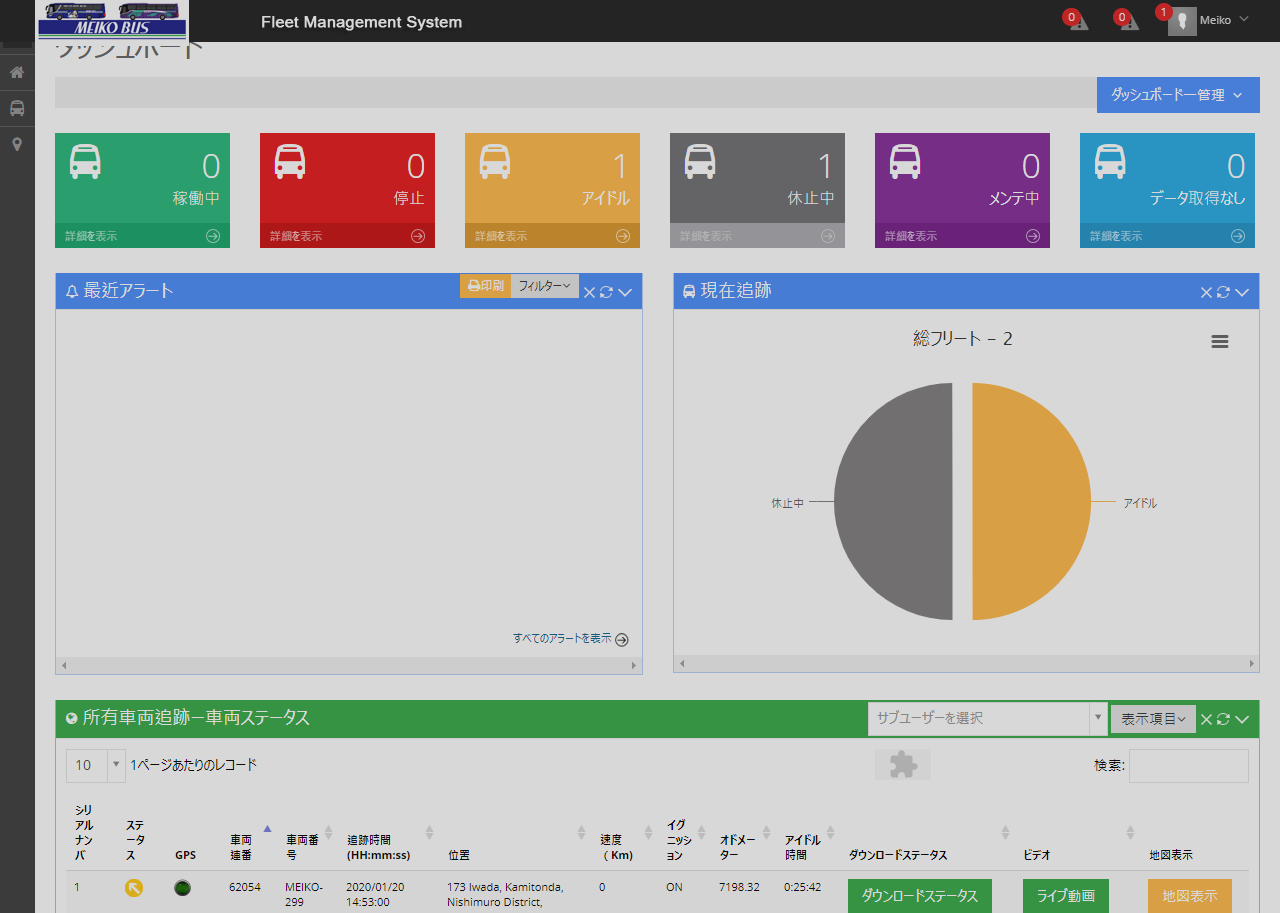 MEIKO BUS
Fleet Management System
0
0
1
Meiko
ダッシュボード
ダッシュボード一管理
0
稼働中
詳細を表示
0
停止
詳細を表示
1
アイドル
詳細を表示
1
休止中
詳細を表示
0
メンテ中
詳細を表示
0
データ取得なし
詳細を表示
最近アラート
印刷
フィルター
現在追跡
総フリート – 2
休止中
アイドル
すべてのアラートを表示
所有車両追跡ー車両ステータス
サブユーザーを選択
表示項目
10
1ページあたりのレコード
検索:
シリアルナンバ
ステータス
GPS
車両連番
車両番号
追跡時間 (HH:mm:ss)
位置
速度（Km)
イグニッション
オドメーター
アイドル時間
ダウンロードステータス
ビデオ
地図表示
1
62054
MEIKO-299
2020/01/20 14:53:00
173 Iwada, Kamitonda, Nishimuro District,
0
ON
7198.32
0:25:42
ダウンロードステータス
ライブ動画
地図表示